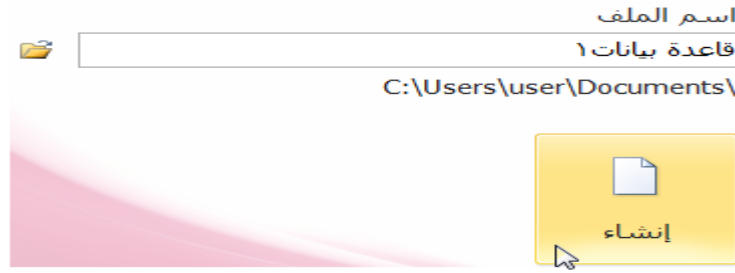 اسم الملف
قاعدة بيانات١
C:\Users\user\Documents\
إنشاء